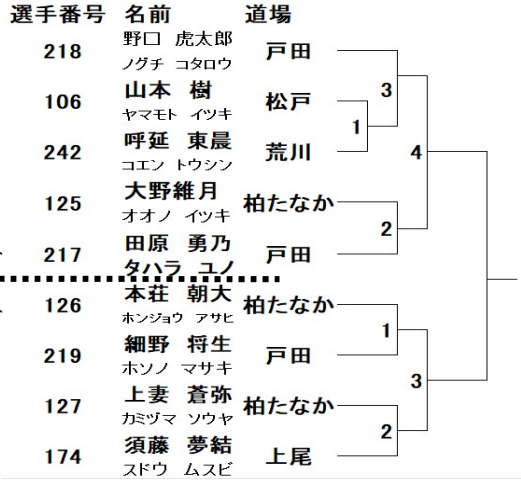 選手番号 名前 道場
218 野口 虎太郎 戸田
ノグチ コタロウ
106 山本 樹 松戸
ヤマモト イツキ
242 呼延 東晨 荒川
コエン トウシン
125 大野維月 柏たなか
オオノ イツキ
217 田原 勇乃 戸田
タハラ ユノ
126 本荘 朝大 柏たなか
ホンジョウ アサヒ
219 細野 将生 戸田
ホソノ マサキ
127 上妻 蒼弥 柏たなか
カミヅマ ソウヤ
174 須藤 夢結 上尾
スドウ ムスビ
3
1
4
2
1
3
2